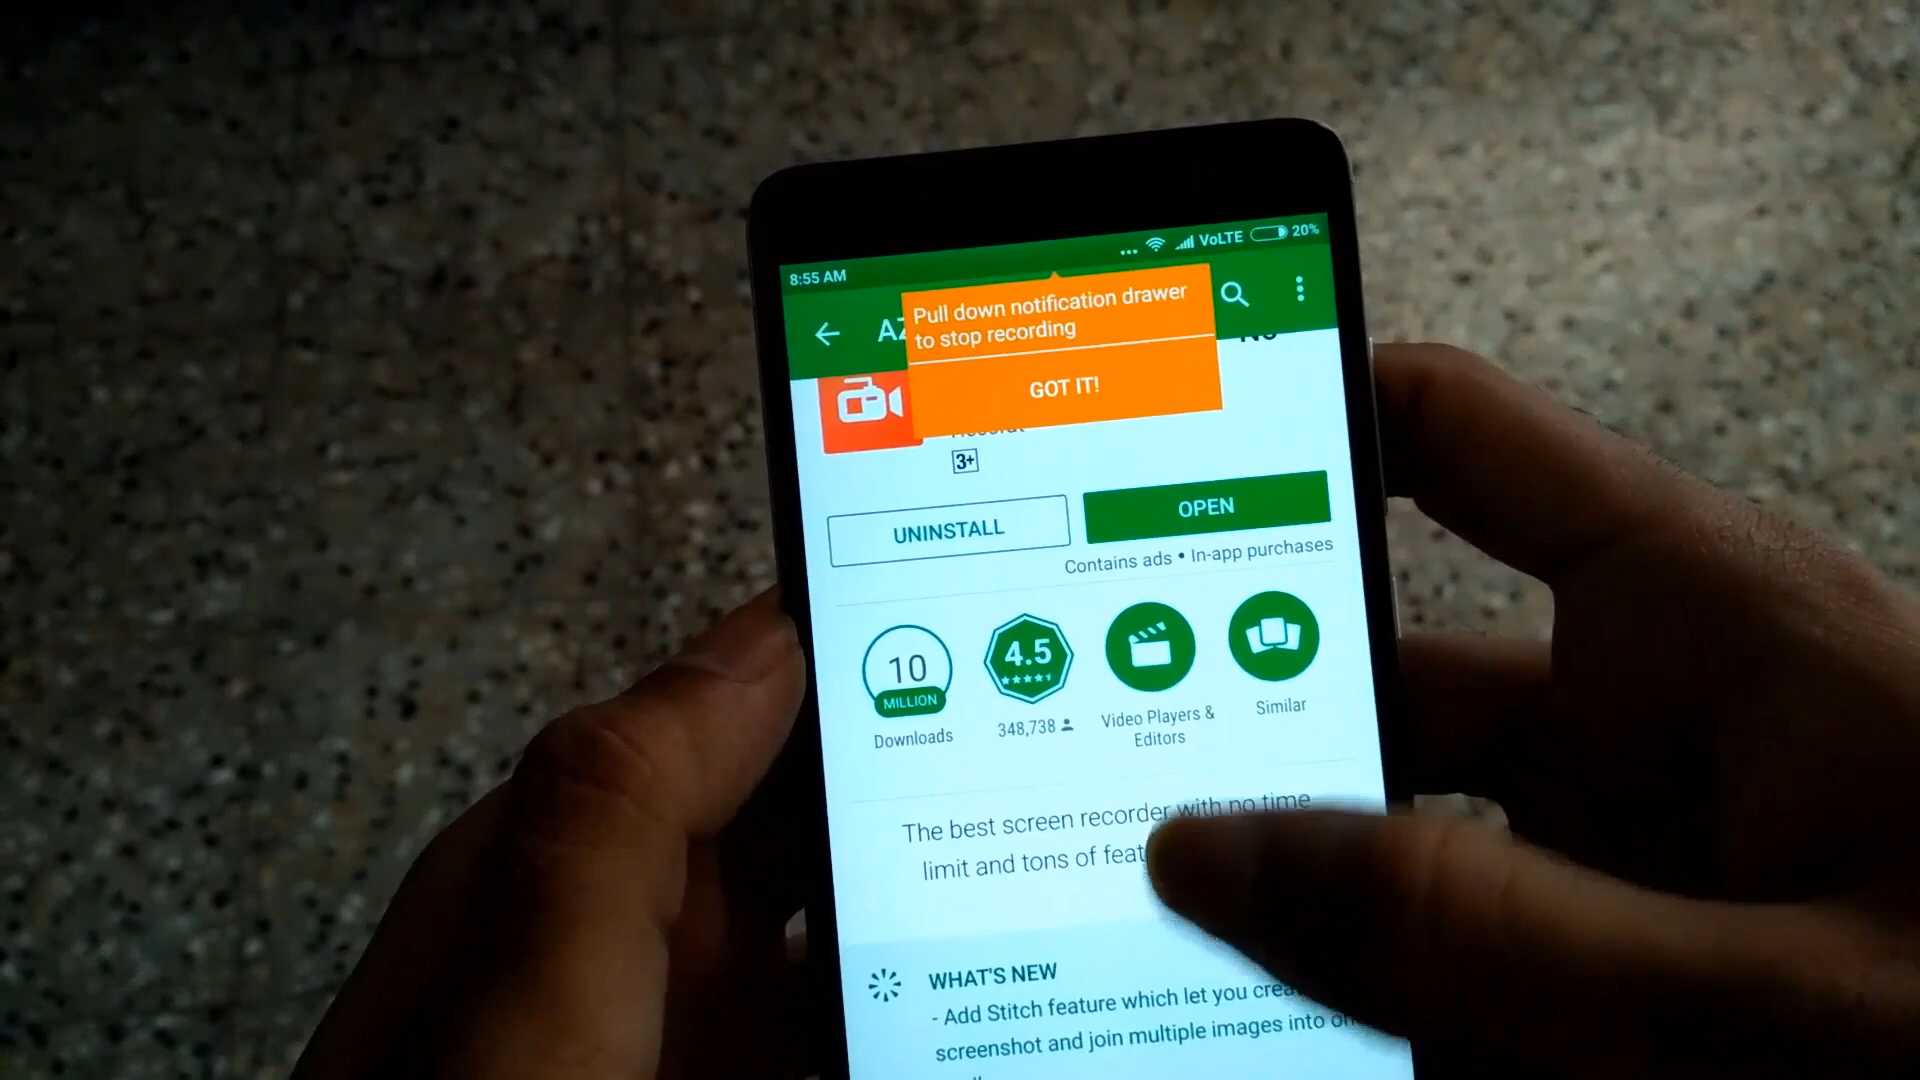 8:55 AM
VoLTE
20%
Pull down notification drawer
to stop recording
GOT IT!
3+
UNINSTALL
OPEN
Contains ads • In-app purchases
10
MILLION
Downloads
4.5
348,738
Video Players &
Editors
Similar
The best screen recorder with no time
limit and tons of
WHAT'S NEW
- Add Stitch feature which let you
screenshot and join multiple images into